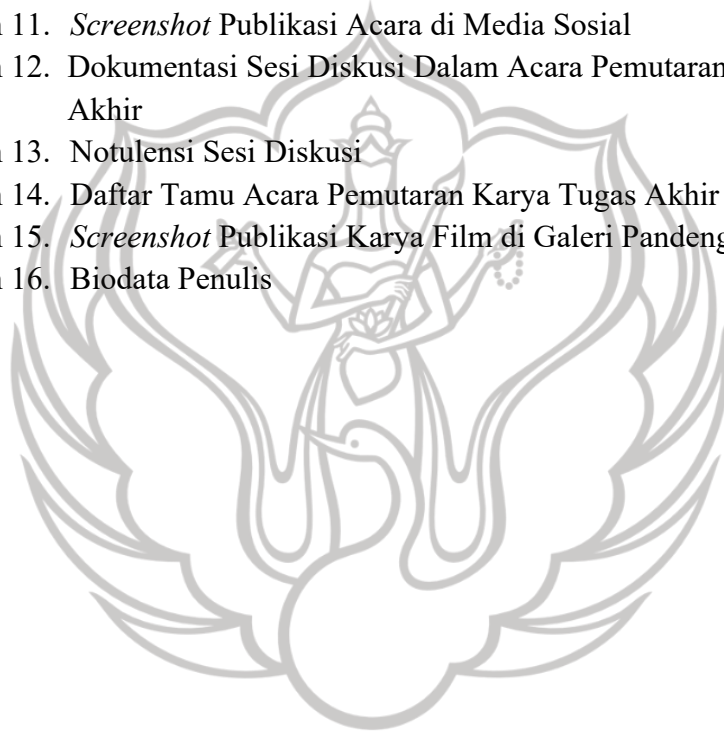 11. Screenshot Publikasi Acara di Media Sosial
12. Dokumentasi Sesi Diskusi Dalam Acara Pemutaran
Akhir
13. Notulensi Sesi Diskusi
14. Daftar Tamu Acara Pemutaran Karya Tugas Akhir
15. Screenshot Publikasi Karya Film di Galeri
16. Biodata Penulis